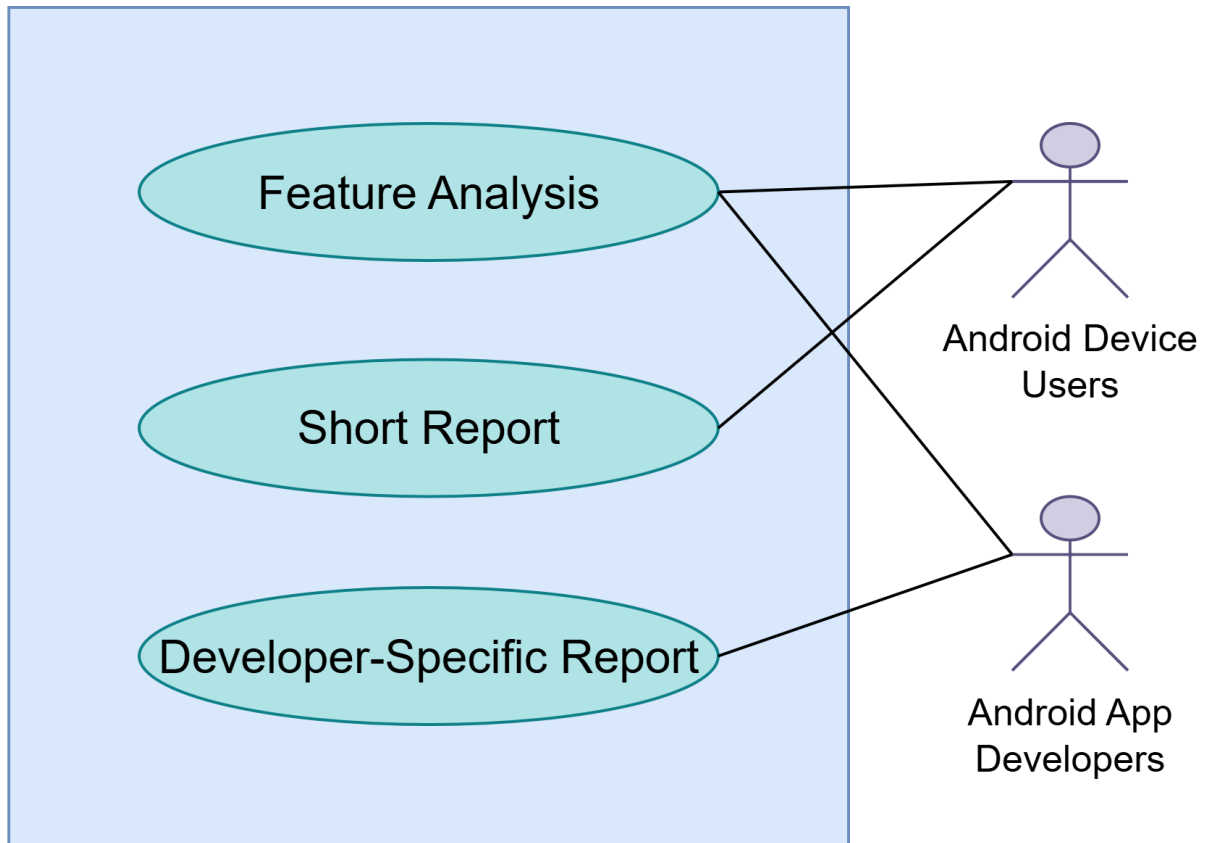 Feature Analysis
Short Report
Developer-Specific Report
Android Device
Users
Android App
Developers